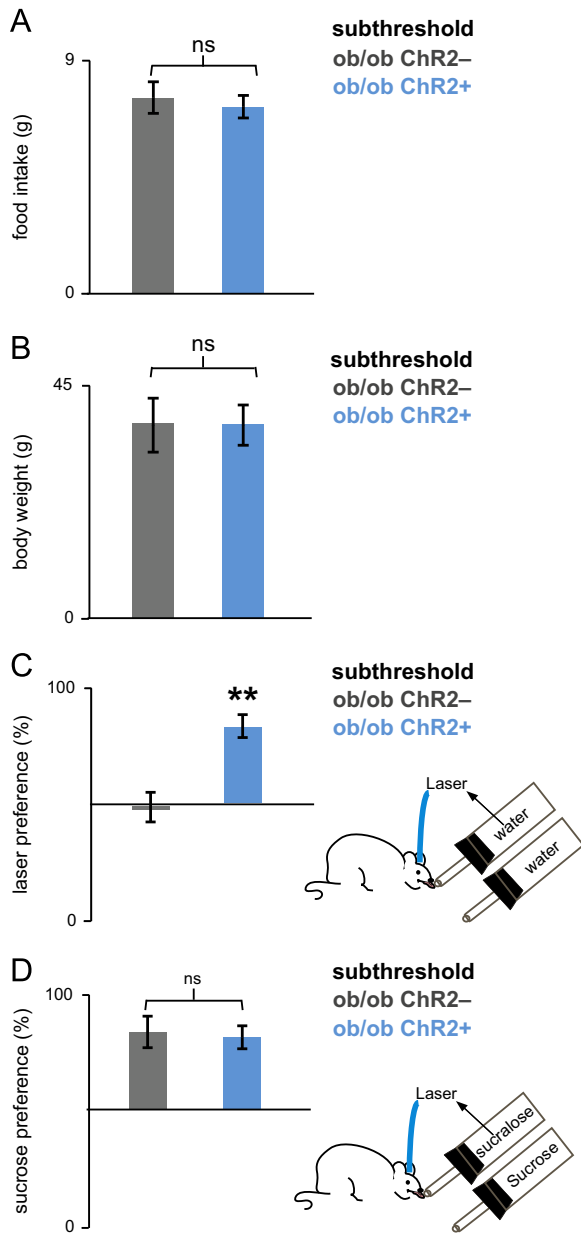 A
subthreshold
ob/ob ChR2–
ob/ob ChR2+
ns
9
food intake (g)
0
B
subthreshold
ob/ob ChR2–
ob/ob ChR2+
ns
45
body weight (g)
0
C
subthreshold
ob/ob ChR2–
ob/ob ChR2+
100
**
laser preference (%)
0
Laser
water
water
D
subthreshold
ob/ob ChR2–
ob/ob ChR2+
100
ns
sucrose preference (%)
0
Laser
sucralose
Sucrose